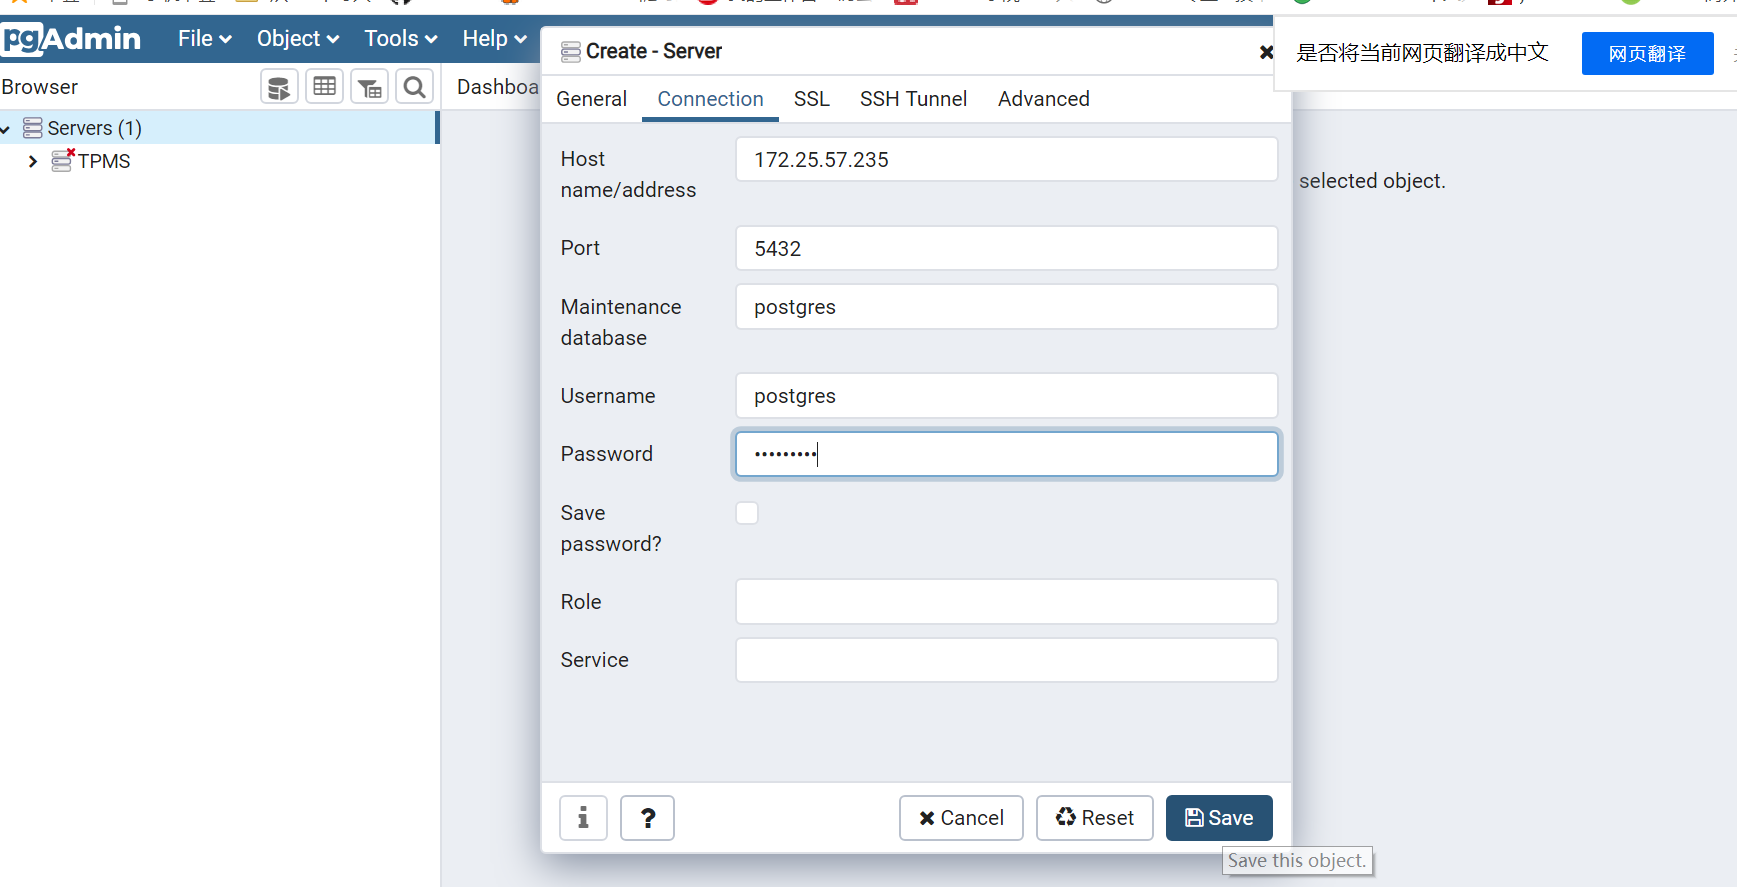 pgAdmin File Object Tools Help
Create - Server
是否将当前网页翻译成中文 网页翻译
Browser
Dashboa
General Connection SSL SSH Tunnel Advanced
Servers (1)
TPMS
Host name/address
172.25.57.235
selected object.
Port
5432
Maintenance database
postgres
Username
postgres
Password
•••••••••
Save password?
Role
Service
i ? Cancel Reset Save
Save this object.